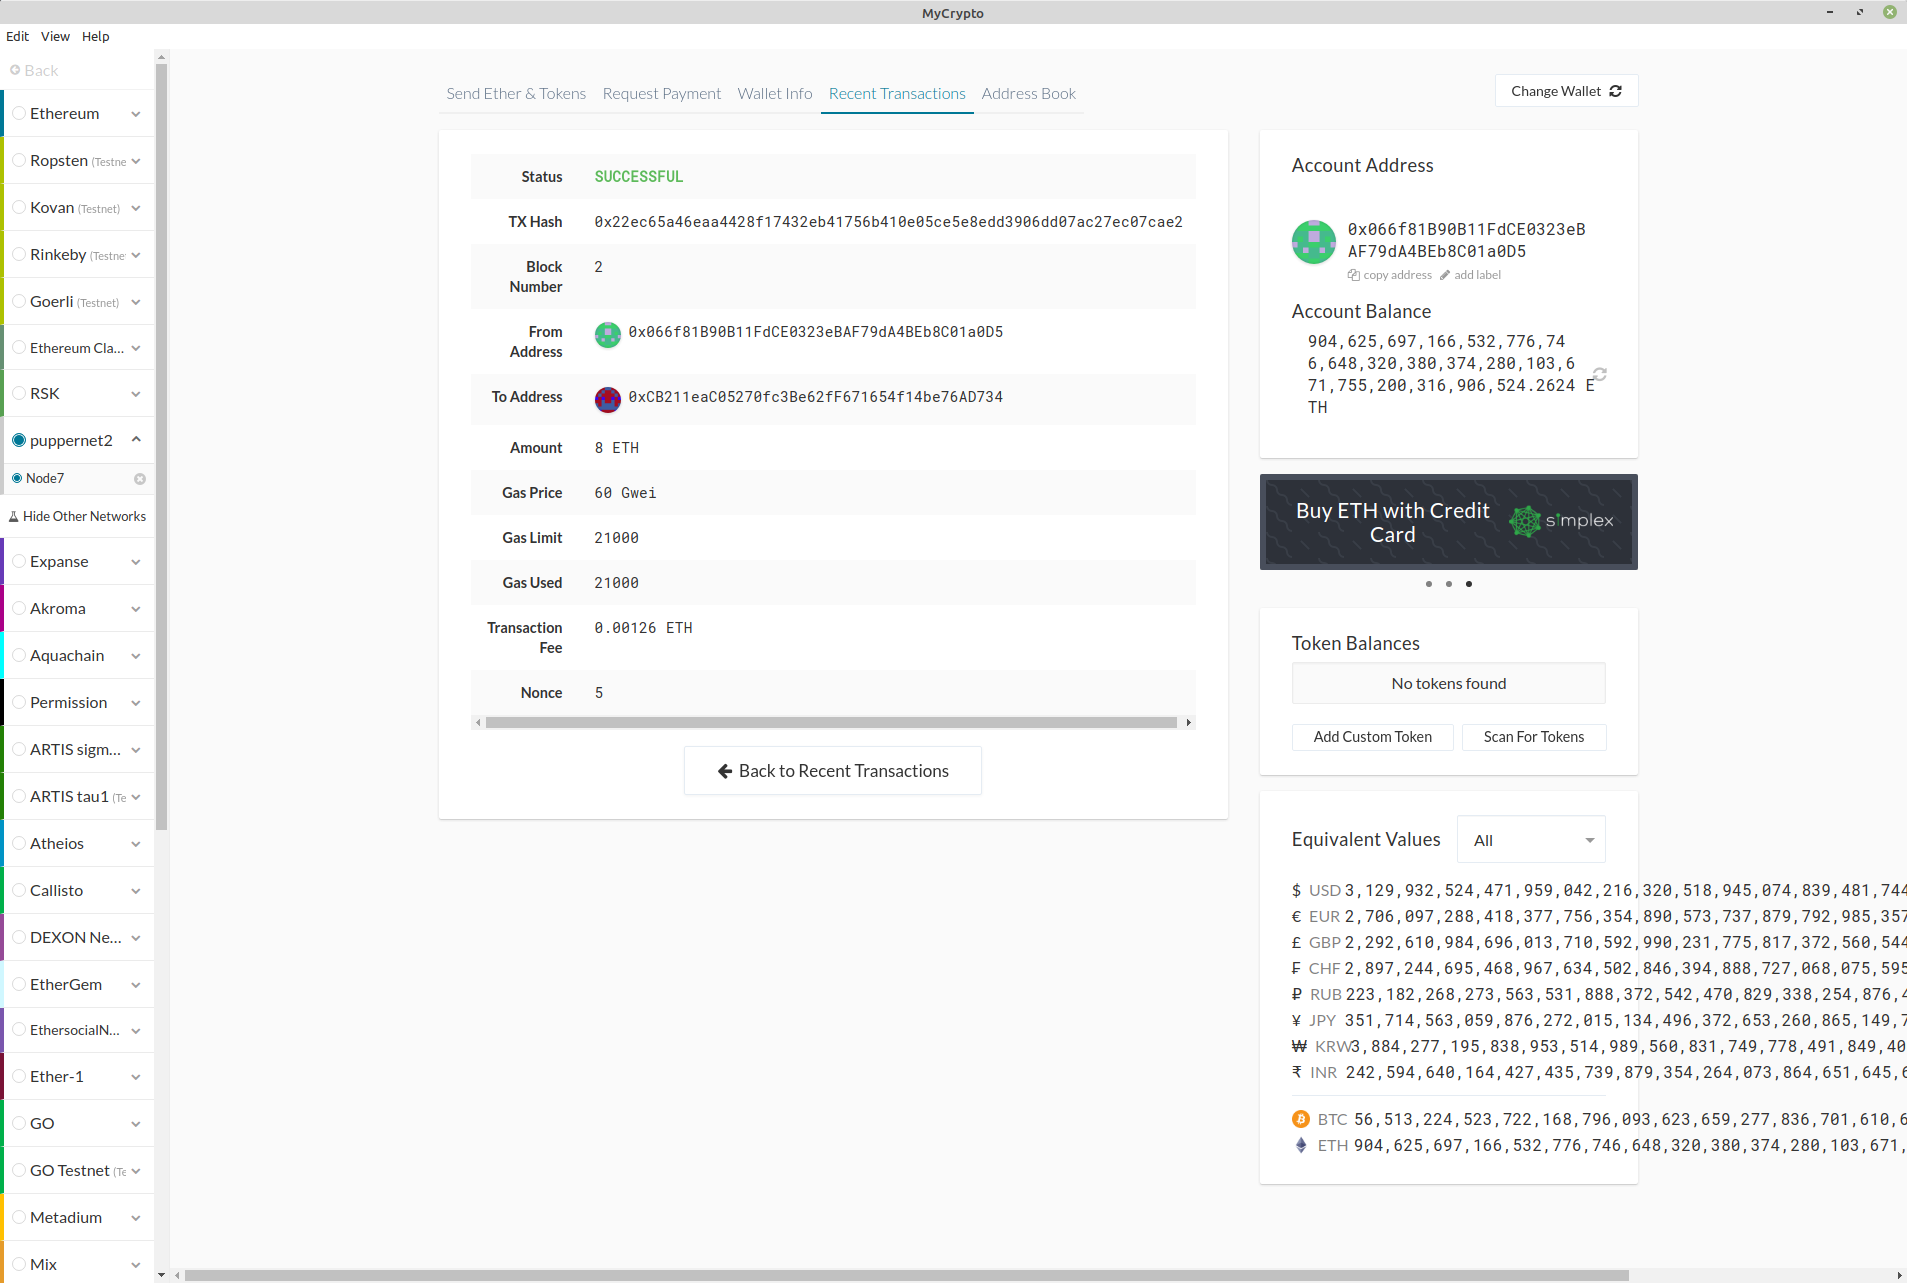 MyCrypto
Edit View Help
Back
Ethereum
Ropsten (Testne
Kovan (Testnet)
Rinkeby (Testne
Goerli (Testnet)
Ethereum Cla...
RSK
puppernet2
Node7
Hide Other Networks
Expanse
Akroma
Aquachain
Permission
ARTIS sigm...
ARTIS tau1 (Te
Atheios
Callisto
DEXON Ne...
EtherGem
EthersocialN...
Ether-1
GO
GO Testnet (Te
Metadium
Mix
Send Ether & Tokens Request Payment Wallet Info Recent Transactions Address Book
Change Wallet
Status SUCCESSFUL
TX Hash 0x22ec65a46eaa4428f17432eb41756b410e05ce5e8edd3906dd07ac27ec07cae2
Block Number 2
From Address 0x066f81B90B11FdCE0323eBAF79dA4BEb8C01a0D5
To Address 0xCB211eaC05270fc3Be62fF671654f14be76AD734
Amount 8 ETH
Gas Price 60 Gwei
Gas Limit 21000
Gas Used 21000
Transaction Fee 0.00126 ETH
Nonce 5
Back to Recent Transactions
Account Address
0x066f81B90B11FdCE0323eB
AF79dA4BEb8C01a0D5
copy address add label
Account Balance
904,625,697,166,532,776,74
6,648,320,380,374,280,103,6
71,755,200,316,906,524.2624 E
TH
Buy ETH with Credit
Card
simplex
Token Balances
No tokens found
Add Custom Token Scan For Tokens
Equivalent Values All
$ USD 3,129,932,524,471,959,042,216,320,518,945,074,839,481,744
€ EUR 2,706,097,288,418,377,756,354,890,573,737,879,792,985,357
£ GBP 2,292,610,984,696,013,710,592,990,231,775,817,372,560,544
₣ CHF 2,897,244,695,468,967,634,502,846,394,888,727,068,075,595
₽ RUB 223,182,268,273,563,531,888,372,542,470,829,338,254,876,4
¥ JPY 351,714,563,059,876,272,015,134,496,372,653,260,865,149,7
₩ KRW 3,884,277,195,838,953,514,989,560,831,749,778,491,849,40
₹ INR 242,594,640,164,427,435,739,879,354,264,073,864,651,645,6
BTC 56,513,224,523,722,168,796,093,623,659,277,836,701,610,6
ETH 904,625,697,166,532,776,746,648,320,380,374,280,103,671,